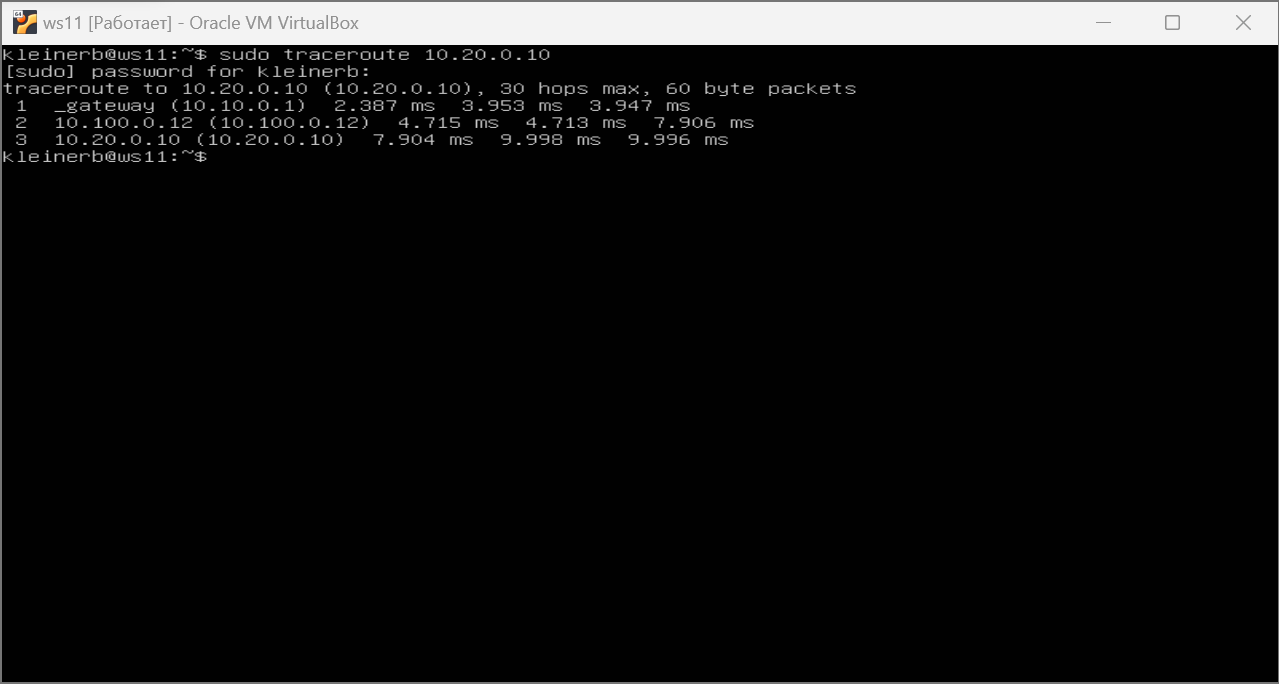 64
ws11 [Работает] - Oracle VM VirtualBox
kleinerb@ws11:~$ sudo traceroute 10.20.0.10
[sudo] password for kleinerb:
traceroute to 10.20.0.10 (10.20.0.10), 30 hops max, 60 byte packets
 1  _gateway (10.10.0.1)  2.387 ms  3.953 ms  3.947 ms
 2  10.100.0.12 (10.100.0.12)  4.715 ms  4.713 ms  7.906 ms
 3  10.20.0.10 (10.20.0.10)  7.904 ms  9.998 ms  9.996 ms
kleinerb@ws11:~$